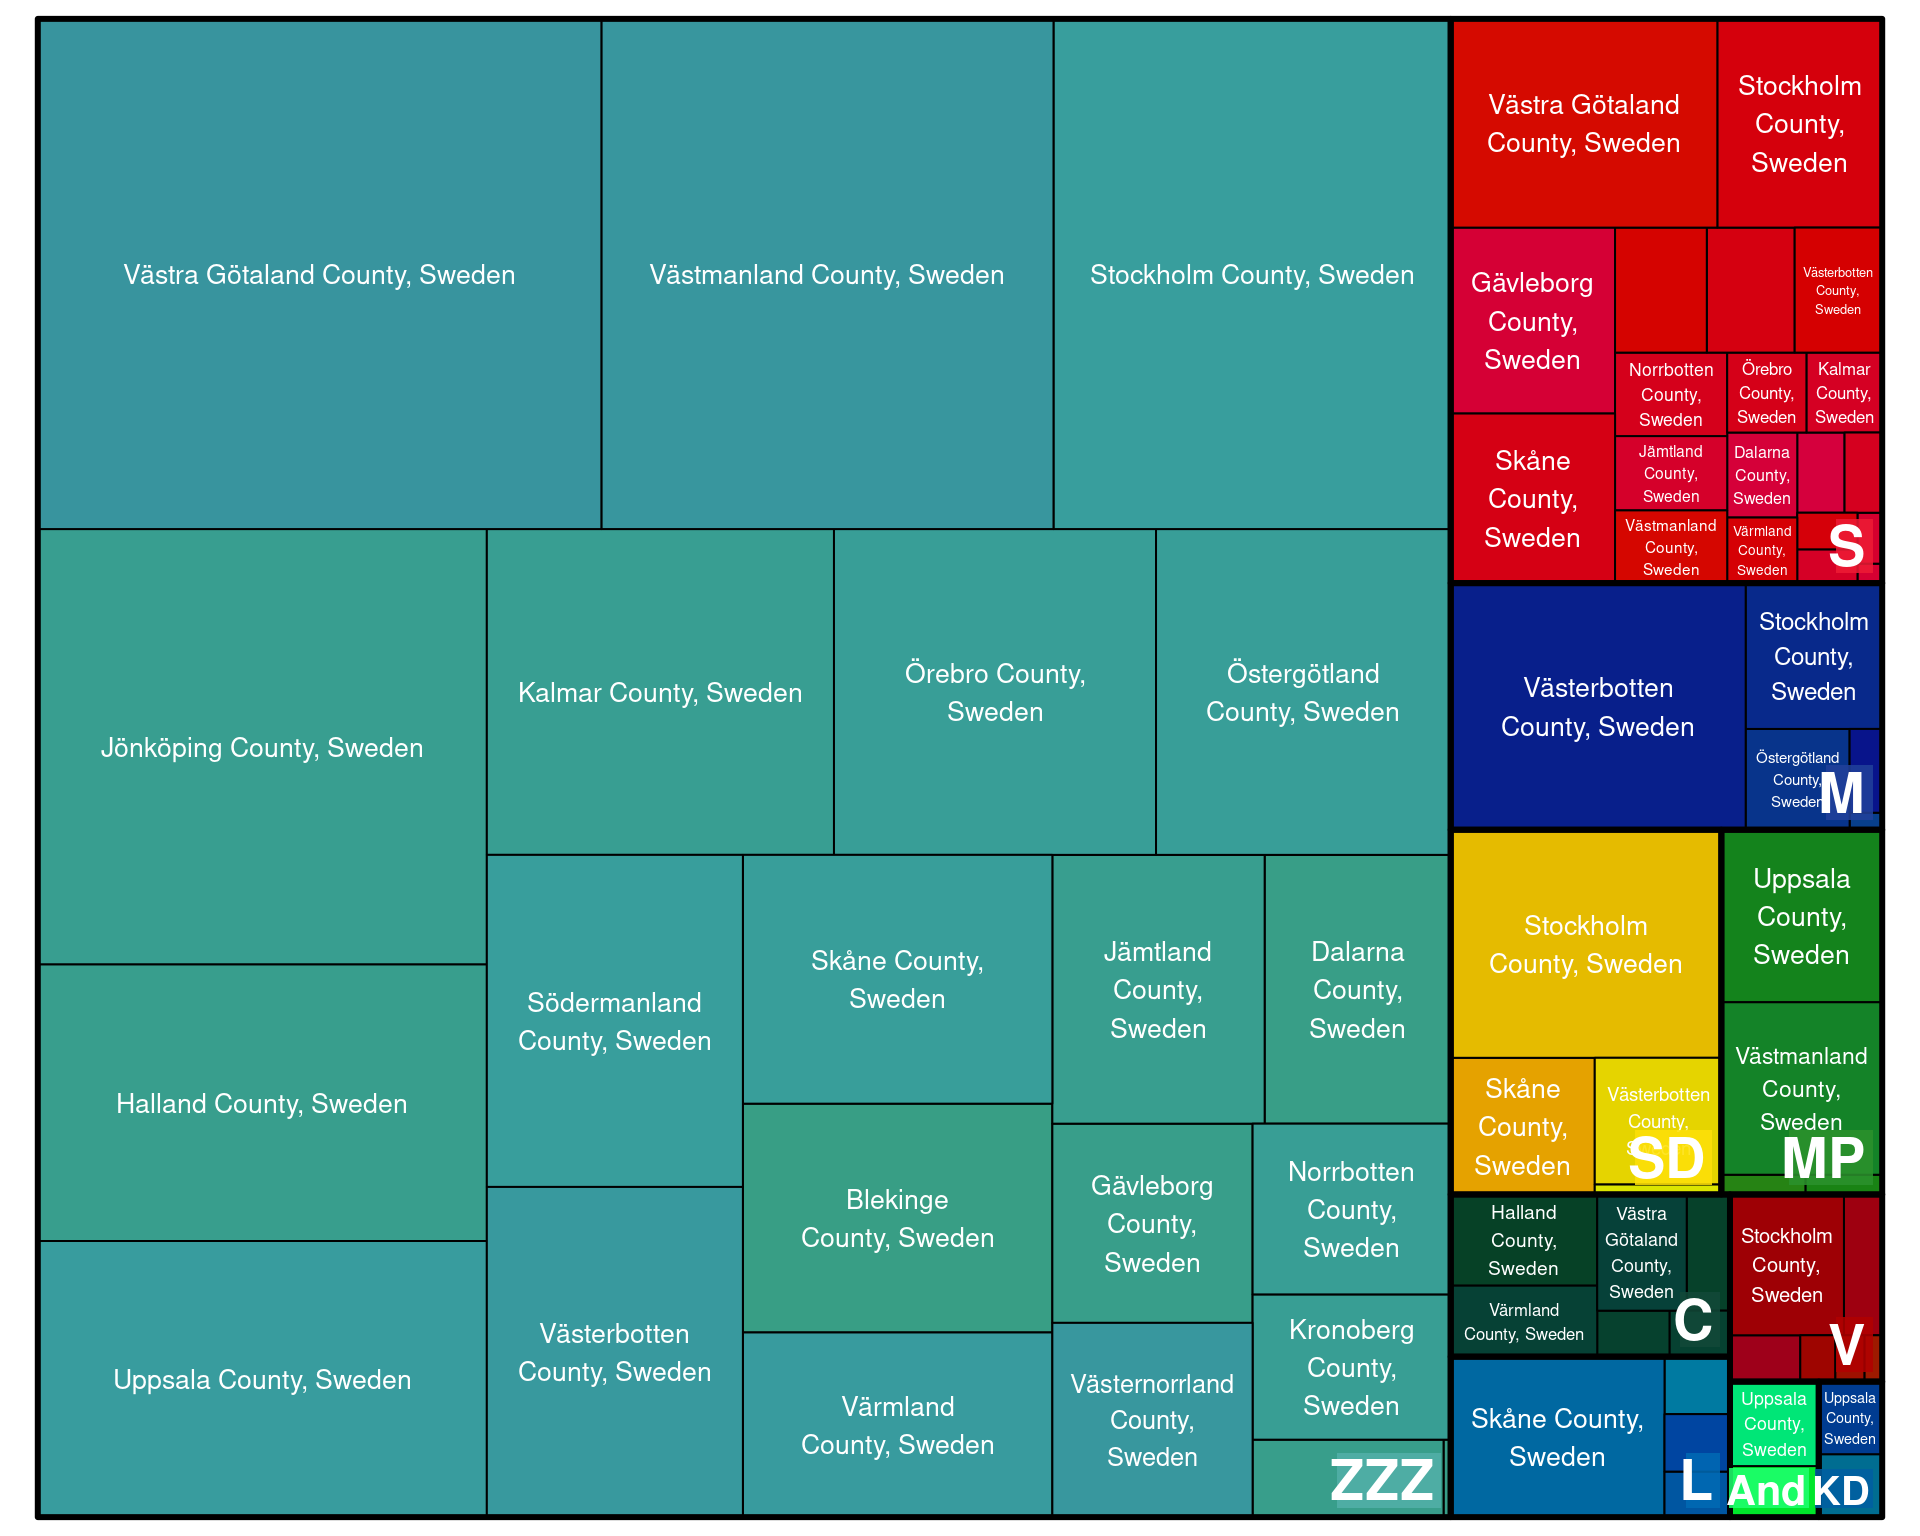 Västra Götaland County, Sweden
Västmanland County, Sweden
Stockholm County, Sweden
Jönköping County, Sweden
Kalmar County, Sweden
Örebro County,
Sweden
Östergötland
County, Sweden
Halland County, Sweden
Uppsala County, Sweden
Södermanland
County, Sweden
Västerbotten
County, Sweden
Skåne County,
Sweden
Blekinge
County, Sweden
Värmland
County, Sweden
Jämtland
County,
Sweden
Dalarna
County,
Sweden
Gävleborg
County,
Sweden
Västernorrland
County,
Sweden
Norrbotten
County,
Sweden
Kronoberg
County,
Sweden
ZZZ
Västra Götaland
County, Sweden
Stockholm
County,
Sweden
Gävleborg
County,
Sweden
Skåne
County,
Sweden
Västerbotten
County,
Sweden
Norrbotten
County,
Sweden
Örebro
County,
Sweden
Kalmar
County,
Sweden
Jämtland
County,
Sweden
Dalarna
County,
Sweden
Västmanland
County,
Sweden
Värmland
County,
Sweden
S
Västerbotten
County, Sweden
Stockholm
County,
Sweden
Östergötland
County,
Sweden
M
Stockholm
County, Sweden
Skåne
County,
Sweden
Västerbotten
County,
SD
Uppsala
County,
Sweden
Västmanland
County,
Sweden
MP
Halland
County,
Sweden
Västra
Götaland
County,
Sweden
Värmland
County, Sweden
C
Stockholm
County,
Sweden
V
Skåne County,
Sweden
L
Uppsala
County,
Sweden
And
Uppsala
County,
Sweden
KD